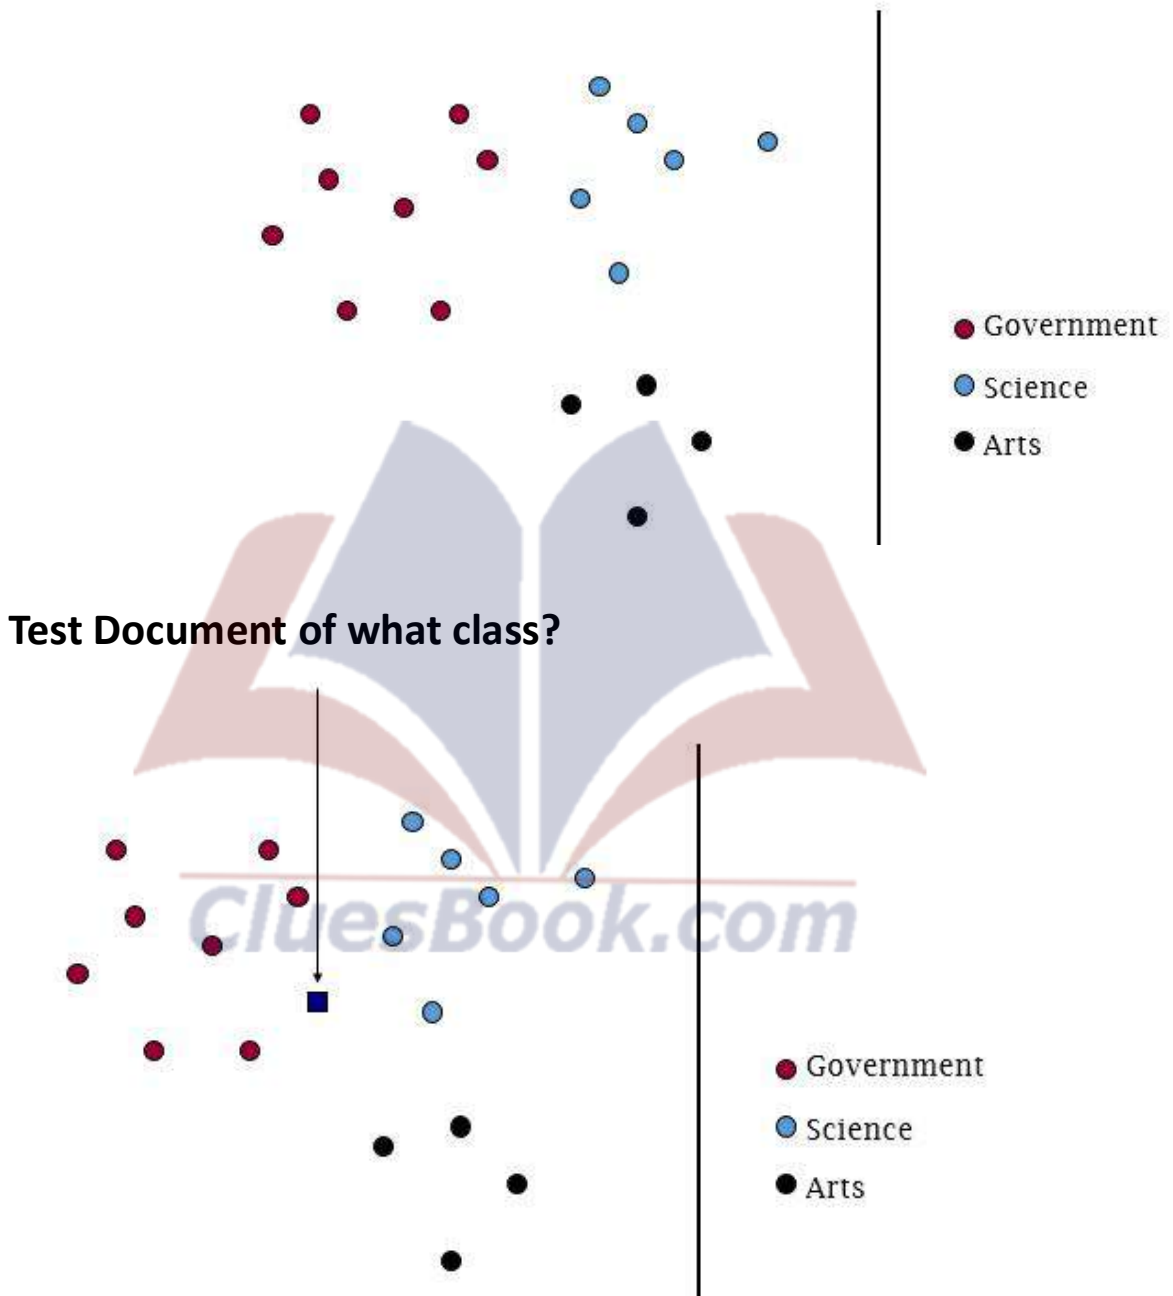 Government
Science
Arts
Test Document of what class?
CluesBook.com
Government
Science
Arts